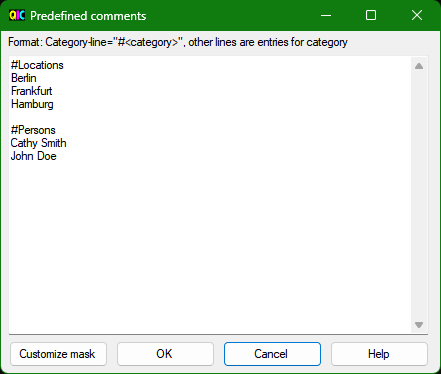 QIC Predefined comments
Format: Category-line="#<category>", other lines are entries for category
#Locations
Berlin
Frankfurt
Hamburg
#Persons
Cathy Smith
John Doe
Customize mask OK Cancel Help